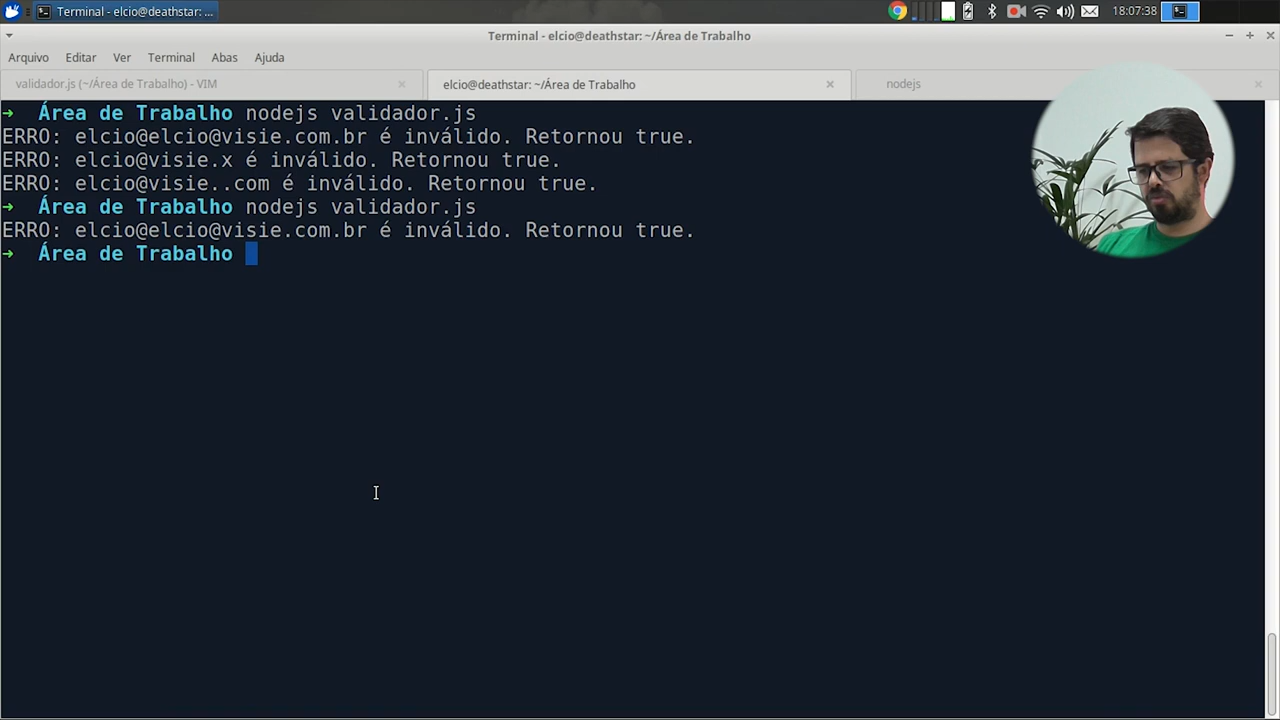 Terminal - elcio@deathstar: ...
18:07:38
Terminal - elcio@deathstar: ~/Área de Trabalho
Arquivo Editar Ver Terminal Abas Ajuda
validador.js (~/Área de Trabalho) - VIM
elcio@deathstar: ~/Área de Trabalho
nodejs
➜ Área de Trabalho nodejs validador.js
ERRO: elcio@elcio@visie.com.br é inválido. Retornou true.
ERRO: elcio@visie.x é inválido. Retornou true.
ERRO: elcio@visie..com é inválido. Retornou true.
➜ Área de Trabalho nodejs validador.js
ERRO: elcio@elcio@visie.com.br é inválido. Retornou true.
➜ Área de Trabalho